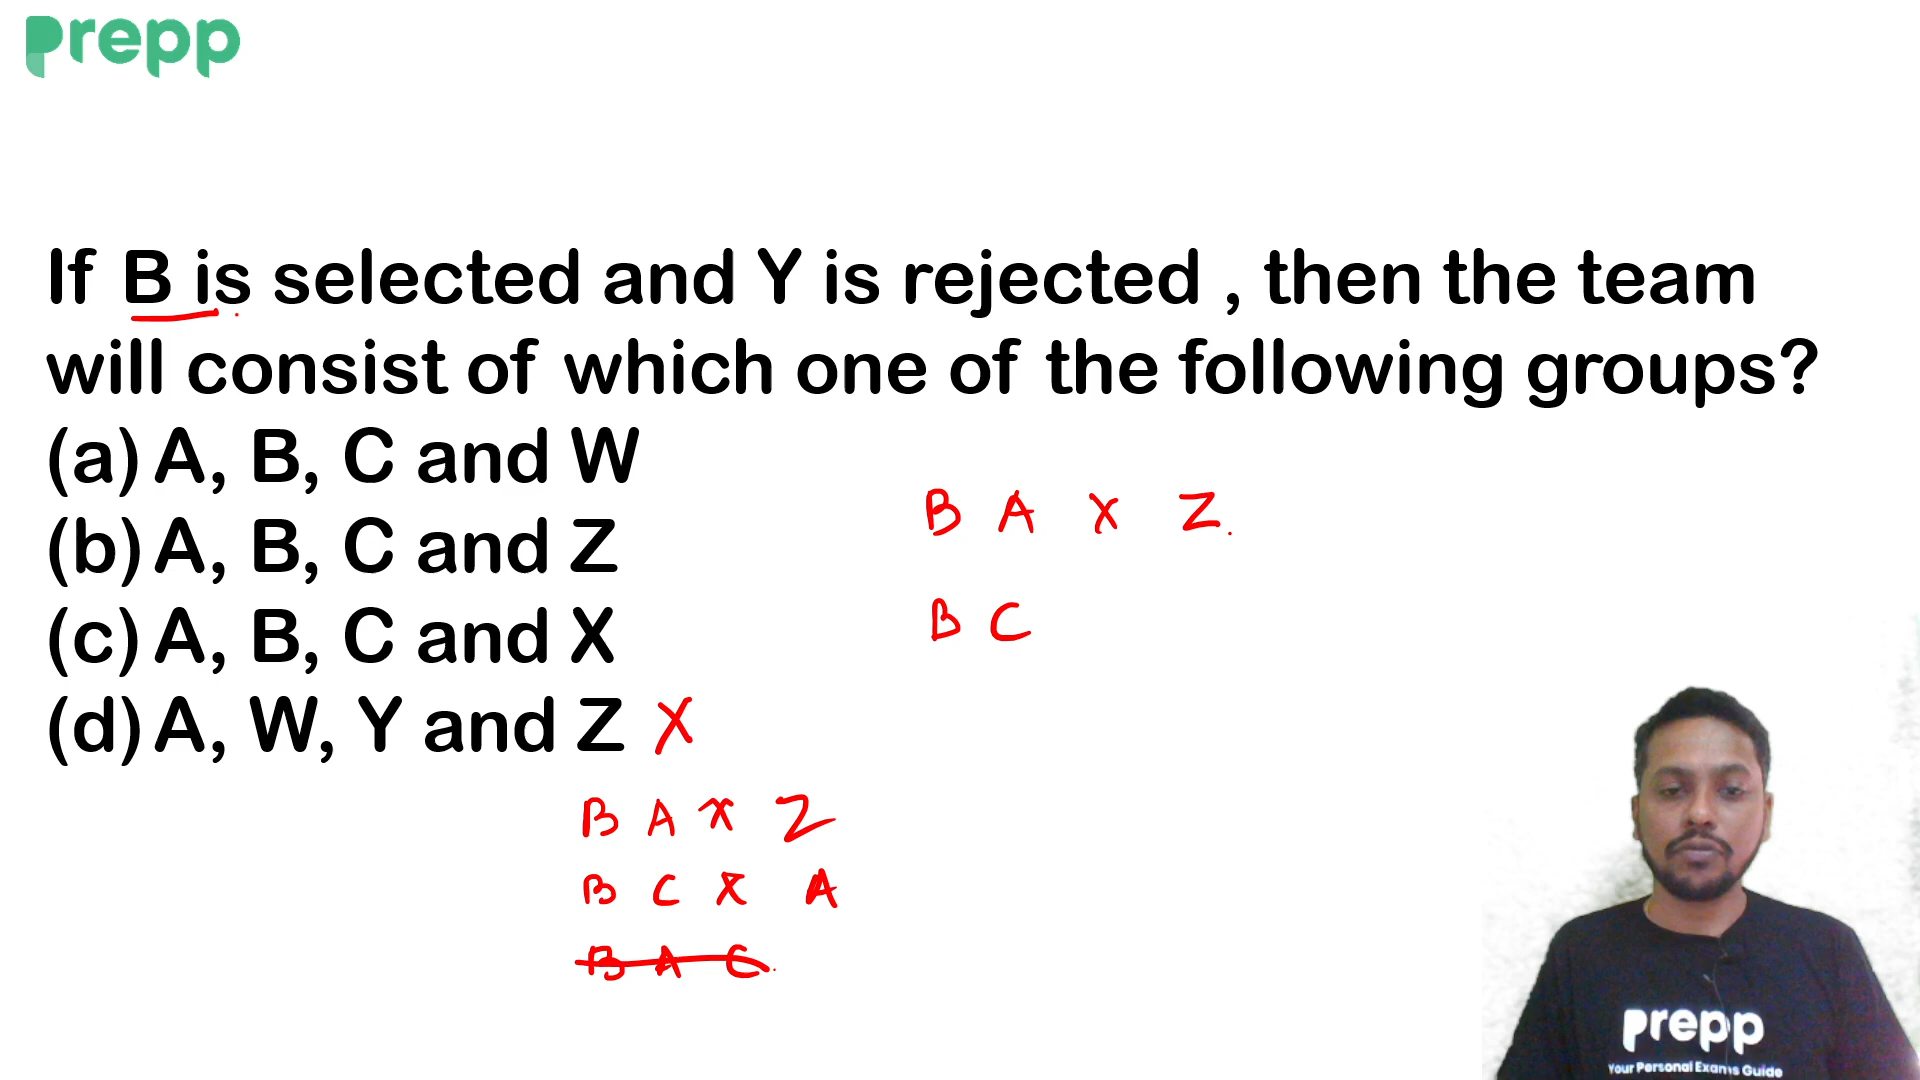 prepp
If B is selected and Y is rejected , then the team
will consist of which one of the following groups?
(a) A, B, C and W
(b) A, B, C and Z
(c) A, B, C and X
(d) A, W, Y and Z X
B A X Z
B C
B A X Z
B C X A
B A C
prepp
Your Personal Exams Guide